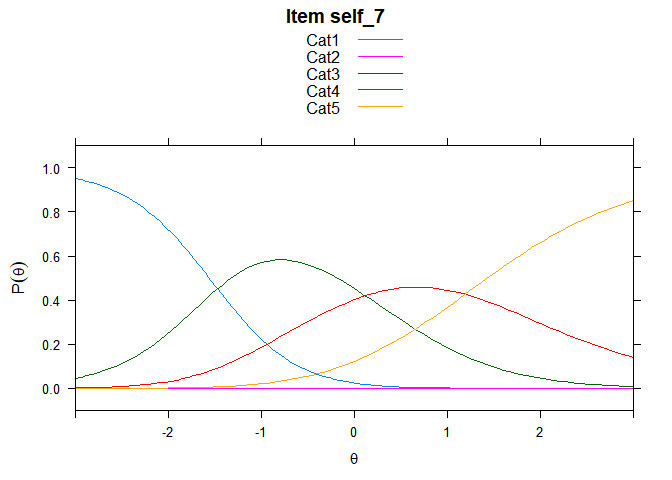 Item self_7
Cat1
Cat2
Cat3
Cat4
Cat5
1.0
0.8
0.6
0.4
0.2
0.0
P(θ)
-2 -1 0 1 2
θ